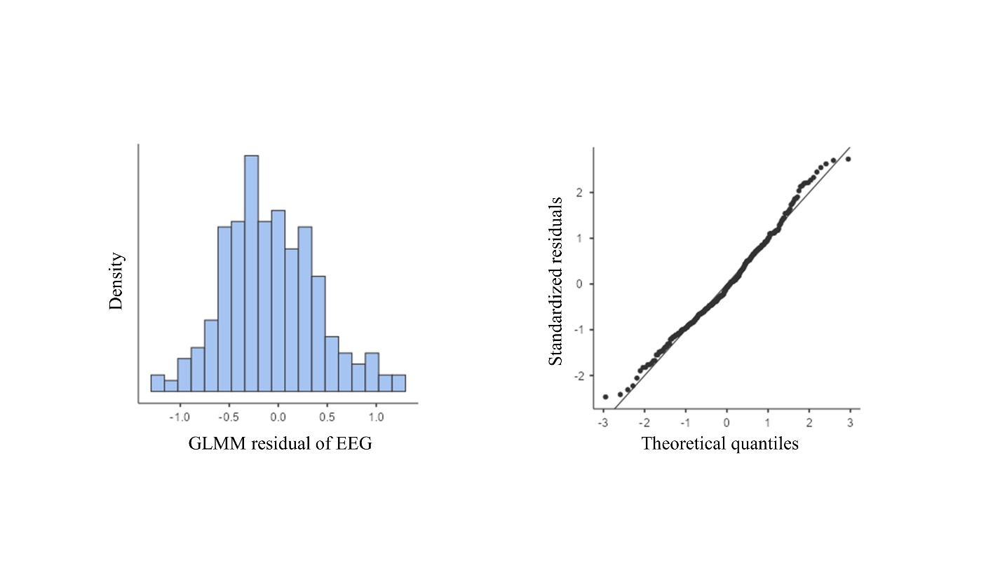 Density
-1.0 -0.5 0.0 0.5 1.0
GLMM residual of EEG
Standardized residuals
2
1
0
-1
-2
-3 -2 -1 0 1 2 3
Theoretical quantiles